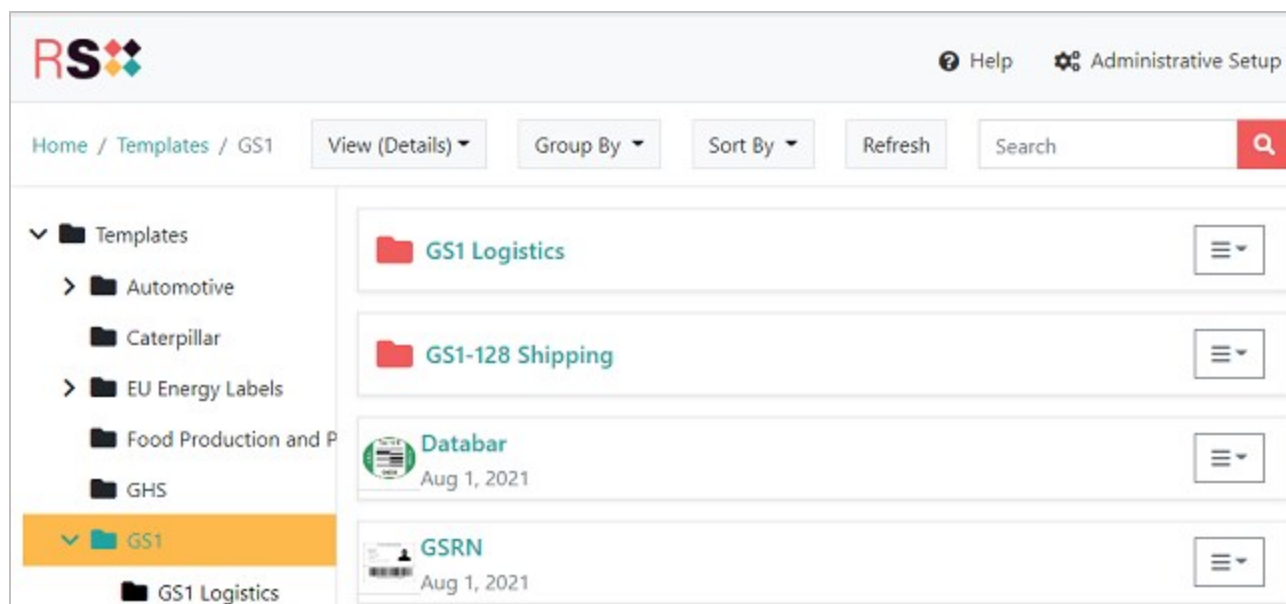 RS
Help
Administrative Setup
Home / Templates / GS1
View (Details)
Group By
Sort By
Refresh
Search
Templates
Automotive
Caterpillar
EU Energy Labels
Food Production and P
GHS
GS1
GS1 Logistics
GS1 Logistics
GS1-128 Shipping
Databar
Aug 1, 2021
GSRN
Aug 1, 2021